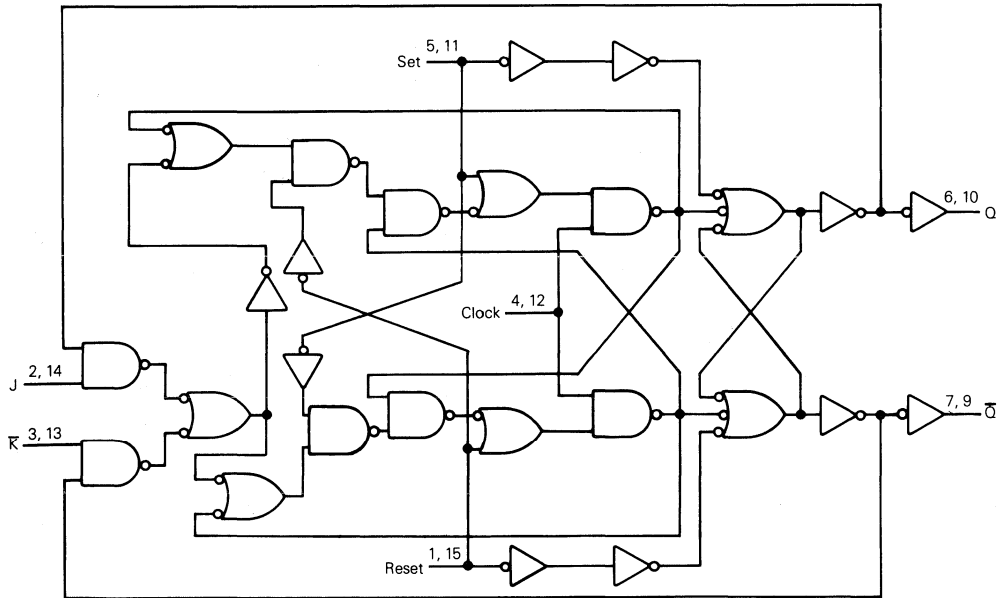 5, 11
Set
6, 10
Q
4, 12
Clock
2, 14
J
3, 13
K̅
7, 9
Q̅
1, 15
Reset